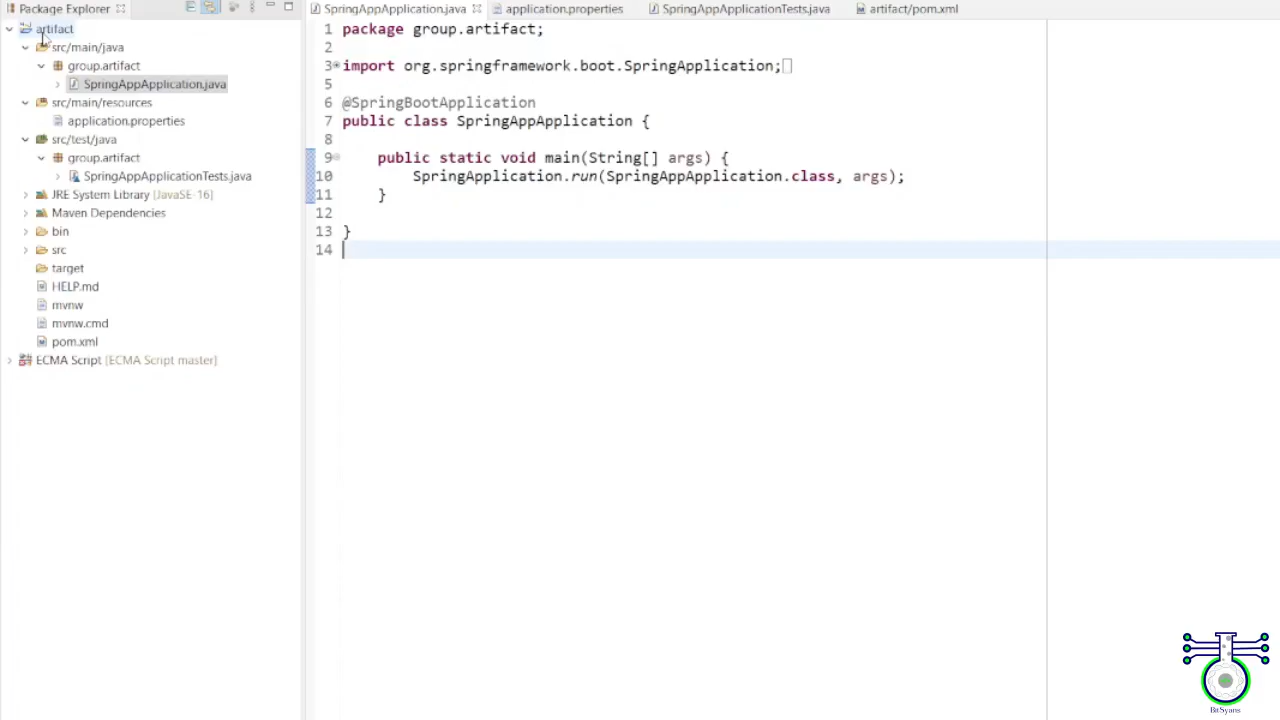 Package Explorer
SpringAppApplication.java
application.properties
SpringAppApplicationTests.java
artifact/pom.xml
artifact
src/main/java
group.artifact
SpringAppApplication.java
src/main/resources
application.properties
src/test/java
group.artifact
SpringAppApplicationTests.java
JRE System Library [JavaSE-16]
Maven Dependencies
bin
src
target
HELP.md
mvnw
mvnw.cmd
pom.xml
ECMA Script [ECMA Script master]
1 package group.artifact;
2
3 import org.springframework.boot.SpringApplication;
5
6 @SpringBootApplication
7 public class SpringAppApplication {
8
9 public static void main(String[] args) {
10 SpringApplication.run(SpringAppApplication.class, args);
11 }
12
13 }
14
BitSyans